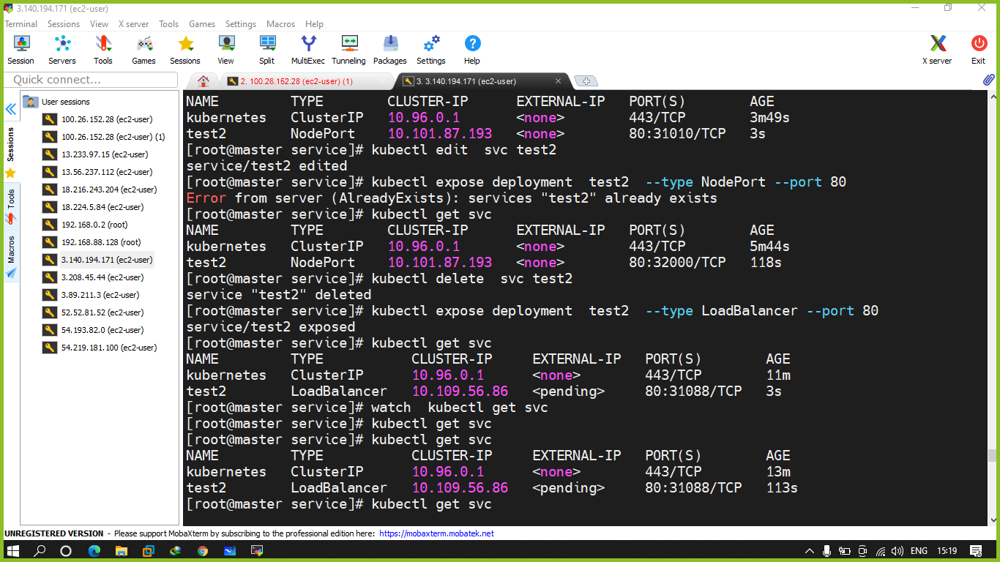 3.140.194.171 (ec2-user)
Terminal Sessions View X server Tools Games Settings Macros Help
Session Servers Tools Games Sessions View Split MultiExec Tunneling Packages Settings Help X server Exit
Quick connect...
2. 100.26.152.28 (ec2-user) (1)
3. 3.140.194.171 (ec2-user)
Sessions
Tools
Macros
User sessions
100.26.152.28 (ec2-user)
100.26.152.28 (ec2-user) (1)
13.233.97.15 (ec2-user)
13.56.237.112 (ec2-user)
18.216.243.204 (ec2-user)
18.224.5.84 (ec2-user)
192.168.0.2 (root)
192.168.88.128 (root)
3.140.194.171 (ec2-user)
3.208.45.44 (ec2-user)
3.89.211.3 (ec2-user)
52.52.81.52 (ec2-user)
54.193.82.0 (ec2-user)
54.219.181.100 (ec2-user)
NAME TYPE CLUSTER-IP EXTERNAL-IP PORT(S) AGE
kubernetes ClusterIP 10.96.0.1 <none> 443/TCP 3m49s
test2 NodePort 10.101.87.193 <none> 80:31010/TCP 3s
[root@master service]# kubectl edit  svc test2
service/test2 edited
[root@master service]# kubectl expose deployment  test2  --type NodePort --port 80
Error from server (AlreadyExists): services "test2" already exists
[root@master service]# kubectl get svc
NAME TYPE CLUSTER-IP EXTERNAL-IP PORT(S) AGE
kubernetes ClusterIP 10.96.0.1 <none> 443/TCP 5m44s
test2 NodePort 10.101.87.193 <none> 80:32000/TCP 118s
[root@master service]# kubectl delete  svc test2
service "test2" deleted
[root@master service]# kubectl expose deployment  test2  --type LoadBalancer --port 80
service/test2 exposed
[root@master service]# kubectl get svc
NAME TYPE CLUSTER-IP EXTERNAL-IP PORT(S) AGE
kubernetes ClusterIP 10.96.0.1 <none> 443/TCP 11m
test2 LoadBalancer 10.109.56.86 <pending> 80:31088/TCP 3s
[root@master service]# watch  kubectl get svc
[root@master service]# kubectl get svc
[root@master service]# kubectl get svc
NAME TYPE CLUSTER-IP EXTERNAL-IP PORT(S) AGE
kubernetes ClusterIP 10.96.0.1 <none> 443/TCP 13m
test2 LoadBalancer 10.109.56.86 <pending> 80:31088/TCP 113s
[root@master service]# kubectl get svc
UNREGISTERED VERSION - Please support MobaXterm by subscribing to the professional edition here: https://mobaxterm.mobatek.net
ENG 15:19